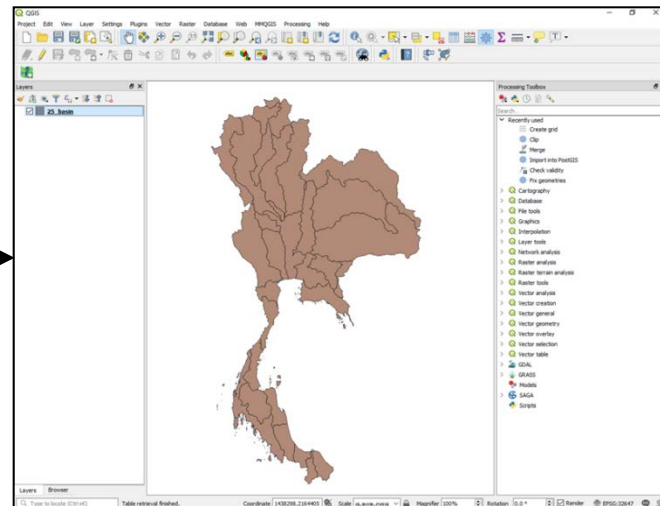 QGIS
Project Edit View Layer Settings Plugins Vector Raster Database Web MMQGIS Processing Help
Layers
25_basin
Processing Toolbox
Search...
Recently used
Create grid
Clip
Merge
Import into PostGIS
Check validity
Fix geometries
Cartography
Database
File tools
Graphics
Interpolation
Layer tools
Network analysis
Raster analysis
Raster terrain analysis
Raster tools
Vector analysis
Vector creation
Vector general
Vector geometry
Vector overlay
Vector selection
Vector table
GDAL
GRASS
Models
SAGA
Scripts
Layers Browser
Type to locate (Ctrl+K) Table retrieval finished. Coordinate 1438298,2164405 Scale Magnifier 100% Rotation 0.0 ° Render EPSG:32647